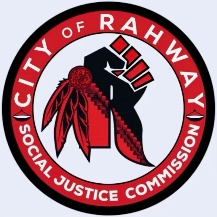 CITY OF RAHWAY
SOCIAL JUSTICE COMMISSION